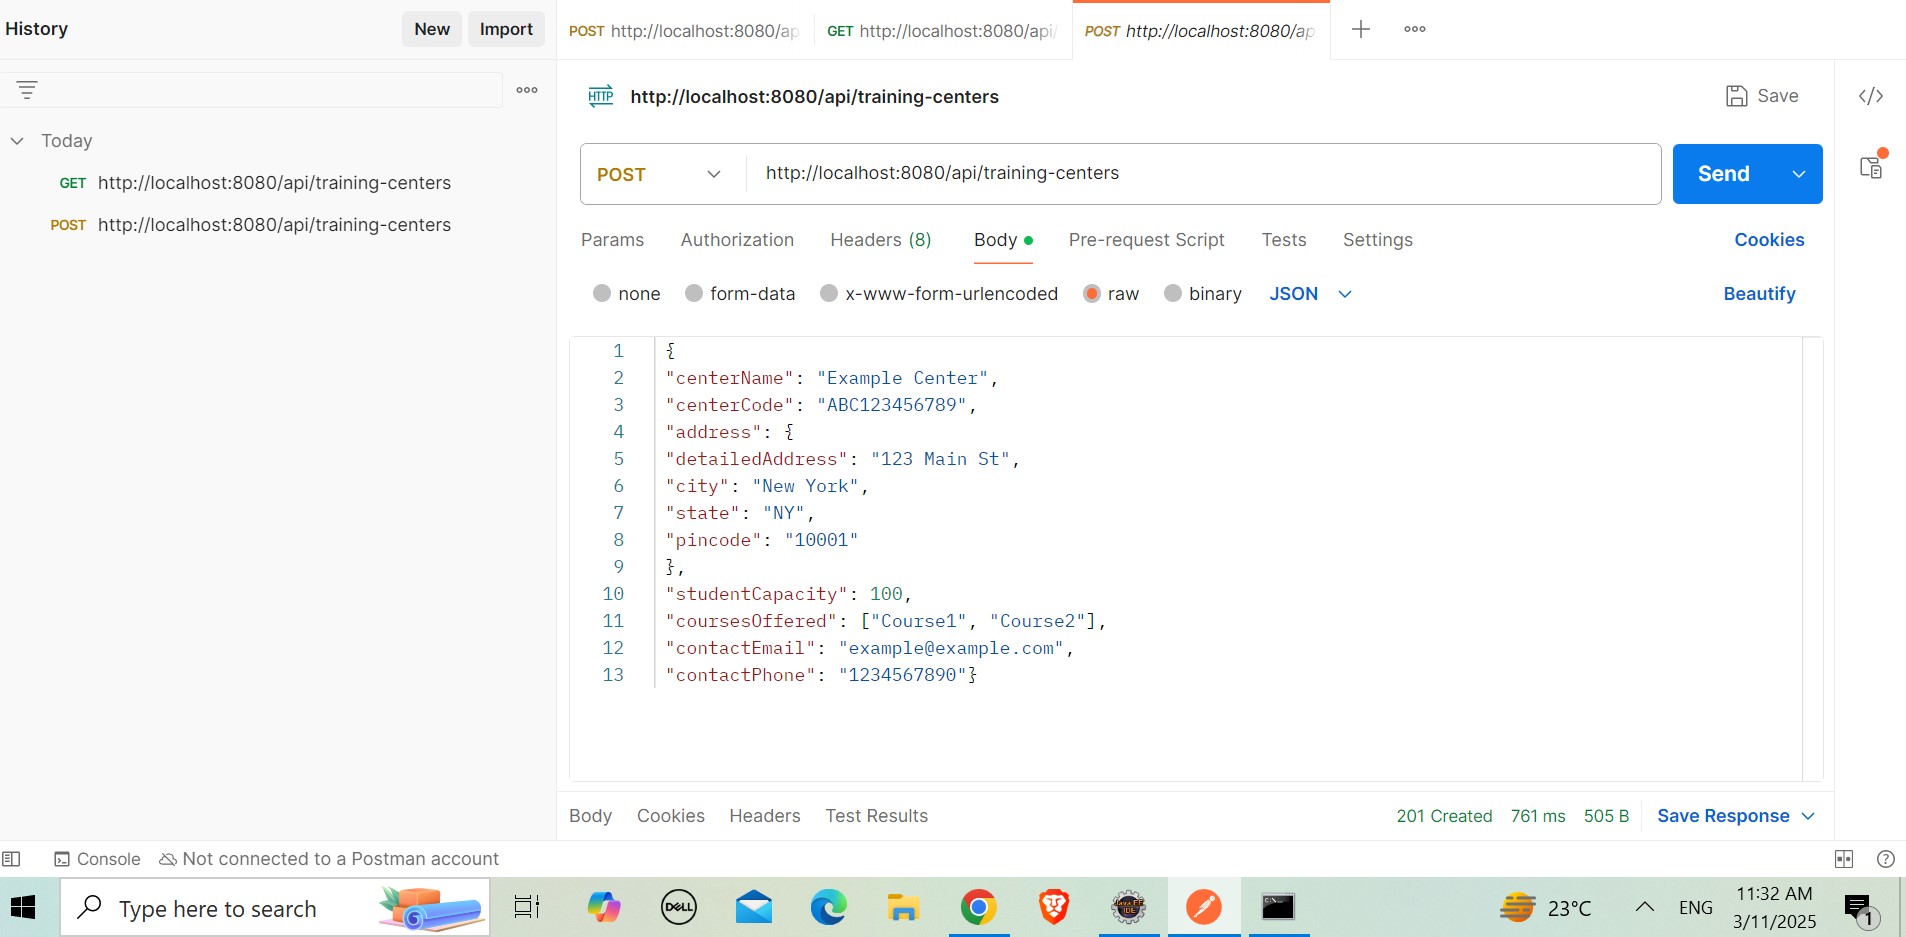 History
New
Import
POST http://localhost:8080/ap
GET http://localhost:8080/api/
POST http://localhost:8080/ap
HTTP http://localhost:8080/api/training-centers
Save
Today
GET http://localhost:8080/api/training-centers
POST http://localhost:8080/api/training-centers
POST
http://localhost:8080/api/training-centers
Send
Params Authorization Headers (8) Body Pre-request Script Tests Settings
Cookies
none form-data x-www-form-urlencoded raw binary JSON
Beautify
1 {
2 "centerName": "Example Center",
3 "centerCode": "ABC123456789",
4 "address": {
5 "detailedAddress": "123 Main St",
6 "city": "New York",
7 "state": "NY",
8 "pincode": "10001"
9 },
10 "studentCapacity": 100,
11 "coursesOffered": ["Course1", "Course2"],
12 "contactEmail": "example@example.com",
13 "contactPhone": "1234567890"}
Body Cookies Headers Test Results
201 Created 761 ms 505 B Save Response
Console Not connected to a Postman account
Type here to search
DELL
JAVA EE
IDE
23°C
ENG
11:32 AM
3/11/2025
1